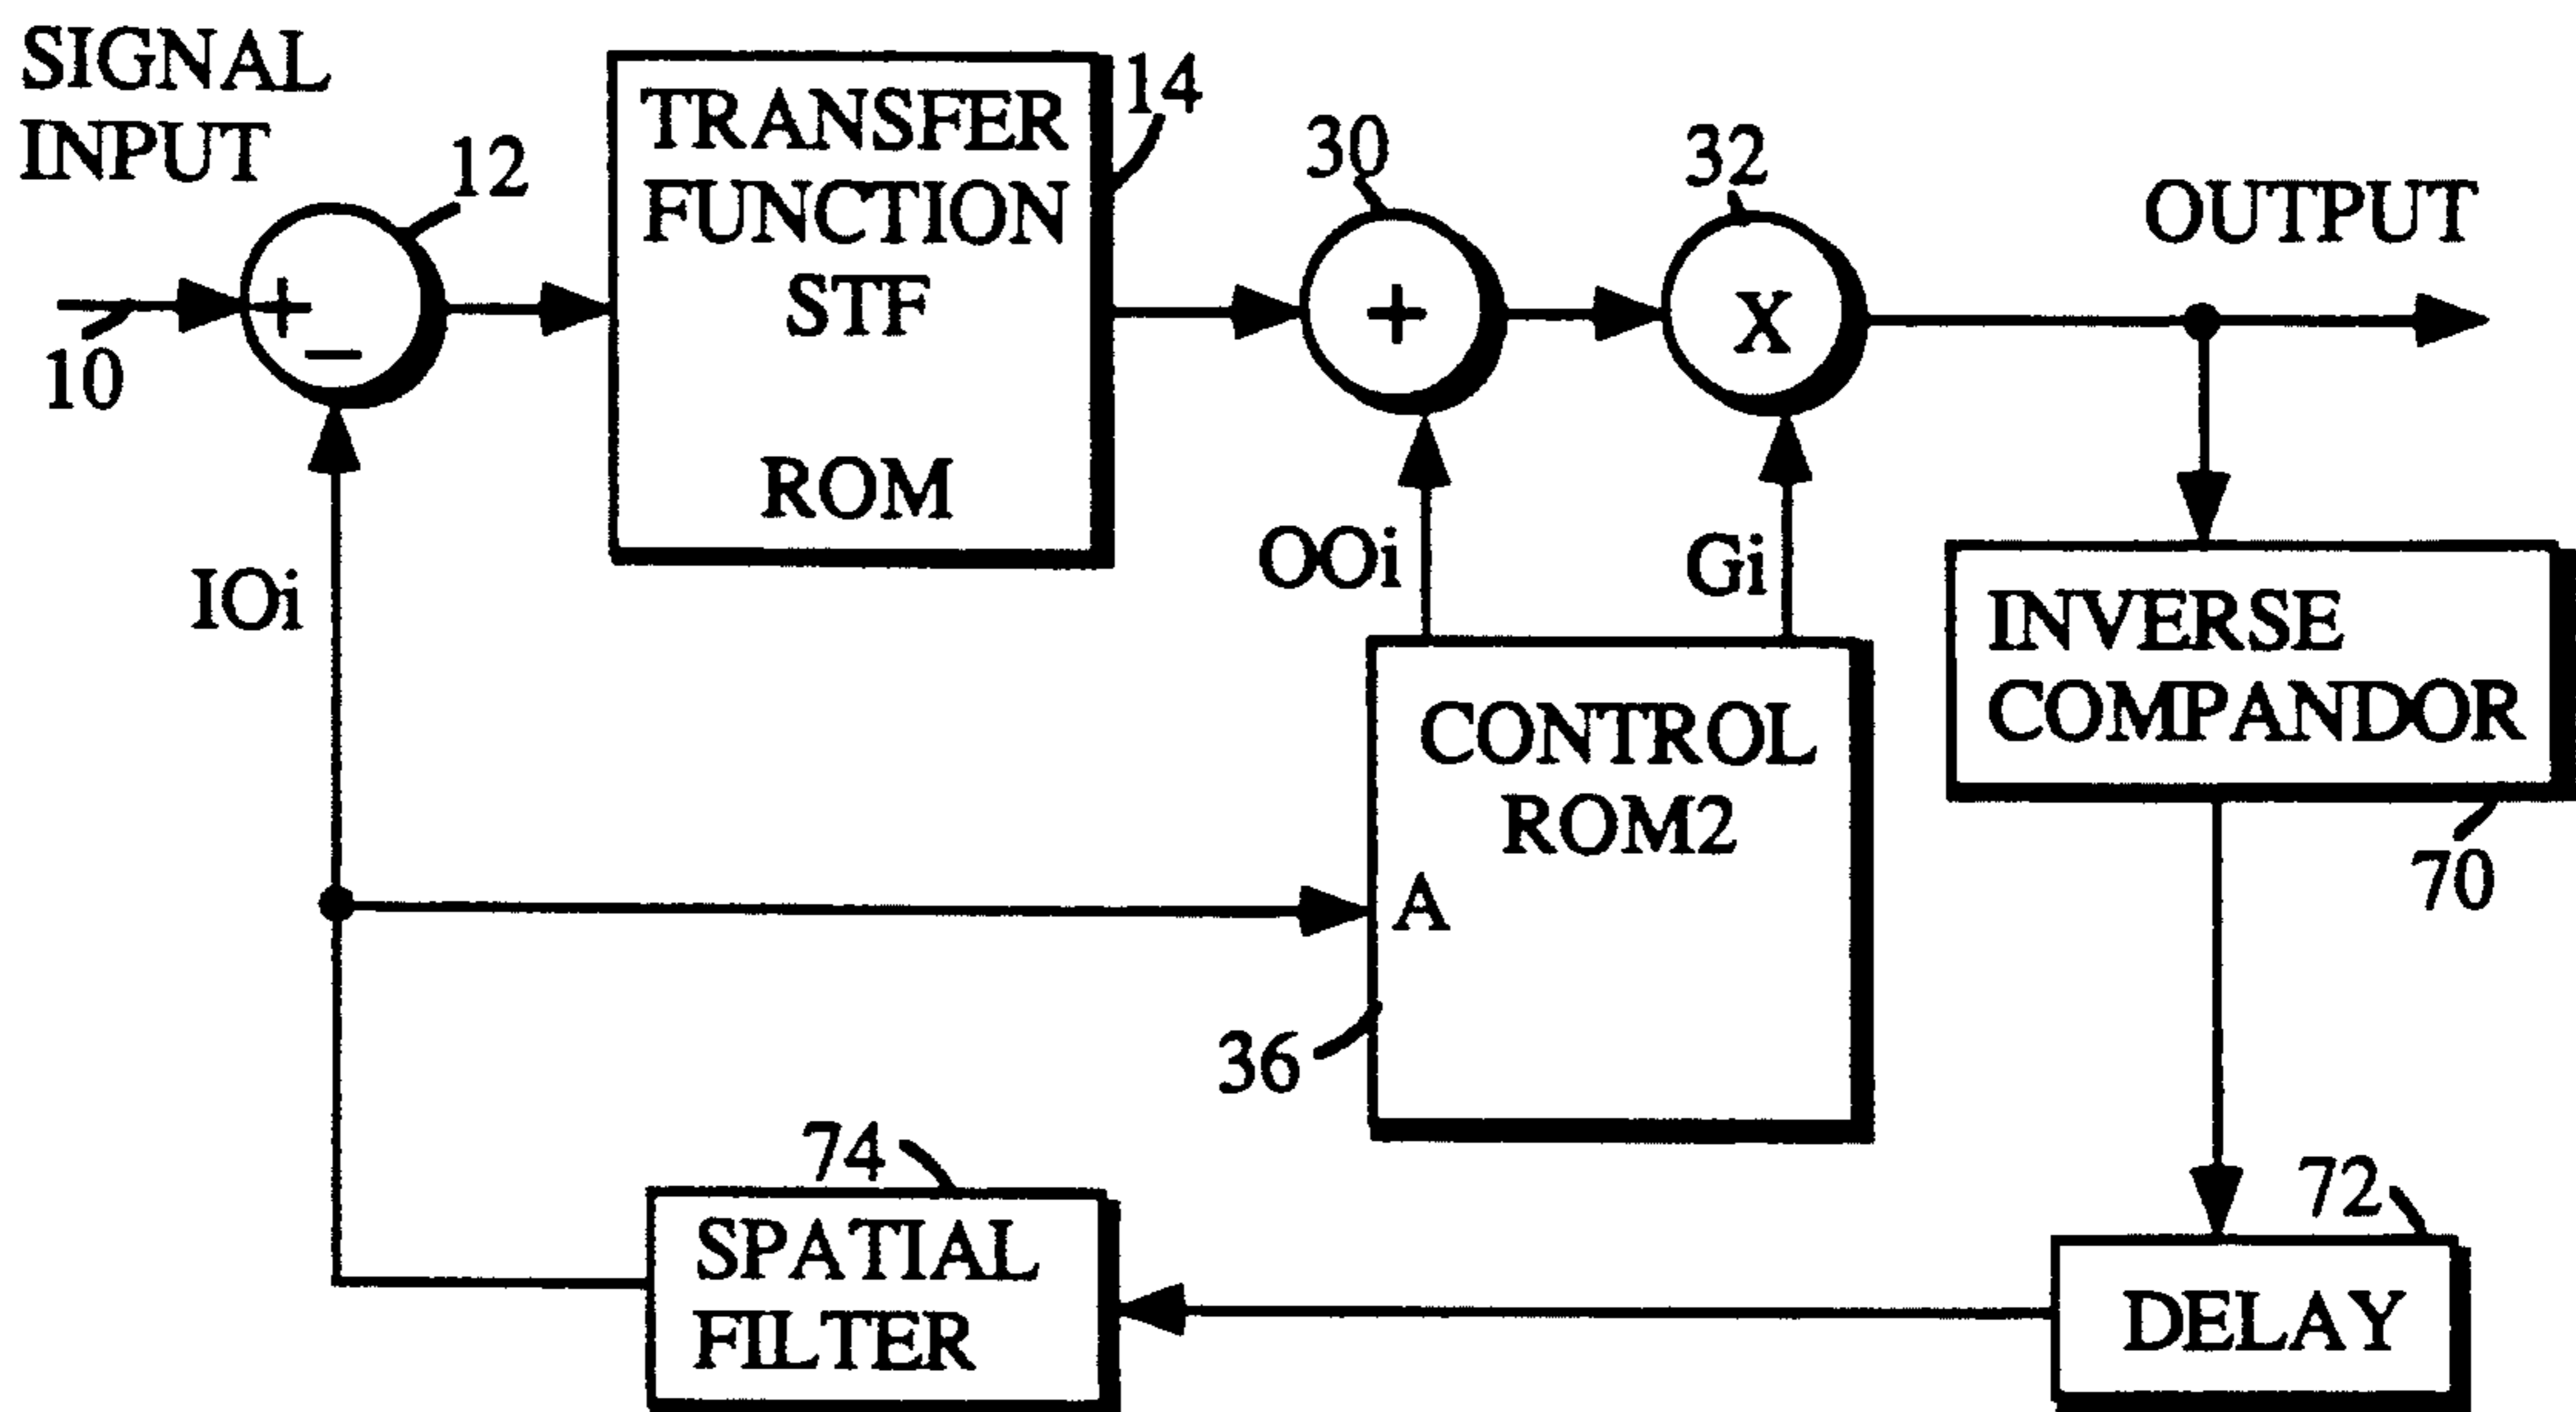 SIGNAL
INPUT
12
10
TRANSFER
FUNCTION
STF
ROM
14
30
+
32
X
OUTPUT
+
−
IOi
OOi
Gi
INVERSE
COMPANDOR
70
CONTROL
ROM2
A
36
74
SPATIAL
FILTER
72
DELAY